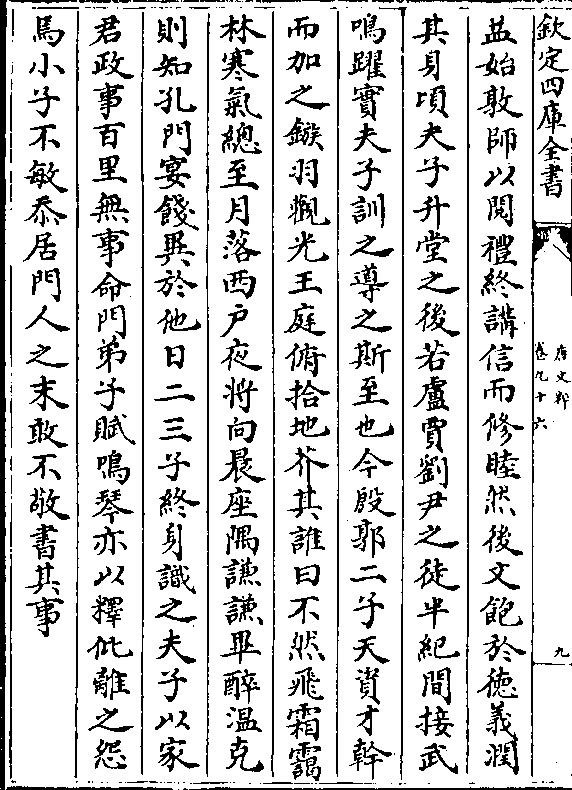 欽定四庫全書
唐文粹
卷九十六
九
益始敦師以閱禮終講信而修睦然後文飽於德義潤
其身頃夫子升堂之後若盧賈劉尹之徒半紀間接武
鳴躍實夫子訓之導之斯至也今殷郭二子天資才幹
而加之鏃羽觀光王庭俯拾地芥其誰曰不然飛霜靄
林寒氣總至月落西戶夜將向晨座隅謙謙畢醉溫克
則知孔門宴餞異於他日二三子終身識之夫子以家
君政事百里無事命門弟子賦鳴琴亦以釋仳離之怨
焉小子不敏忝居門人之末敢不敬書其事